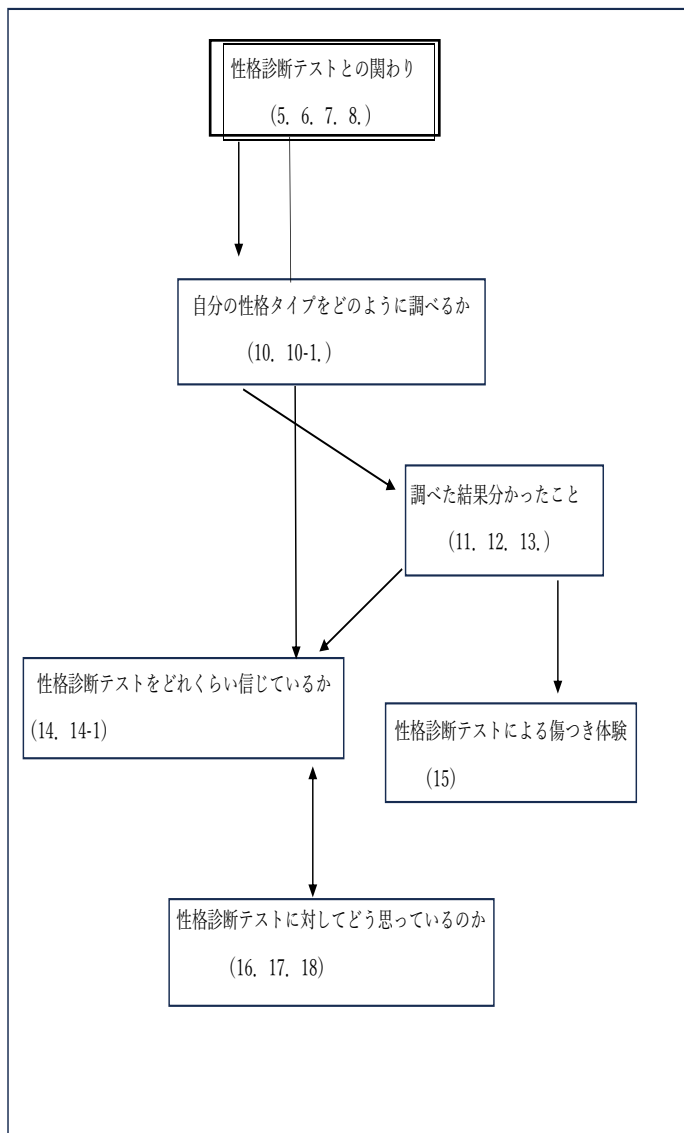 性格診断テストとの関わり
(5. 6. 7. 8.)
自分の性格タイプをどのように調べるか
(10. 10-1.)
調べた結果分かったこと
(11. 12. 13.)
性格診断テストをどれくらい信じているか
(14. 14-1)
性格診断テストによる傷つき体験
(15)
性格診断テストに対してどう思っているのか
(16. 17. 18)